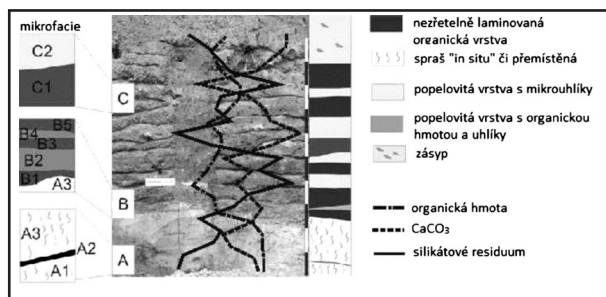 mikrofacie
C2
C1
B5
B4
B3
B2
B1
A3
A3
A2
A1
C
B
A
nezřetelně laminovaná
organická vrstva
spraš "in situ" či přemístěná
popelovitá vrstva s mikrouhlíky
popelovitá vrstva s organickou
hmotou a uhlíky
zásyp
organická hmota
CaCO₃
silikátové residuum